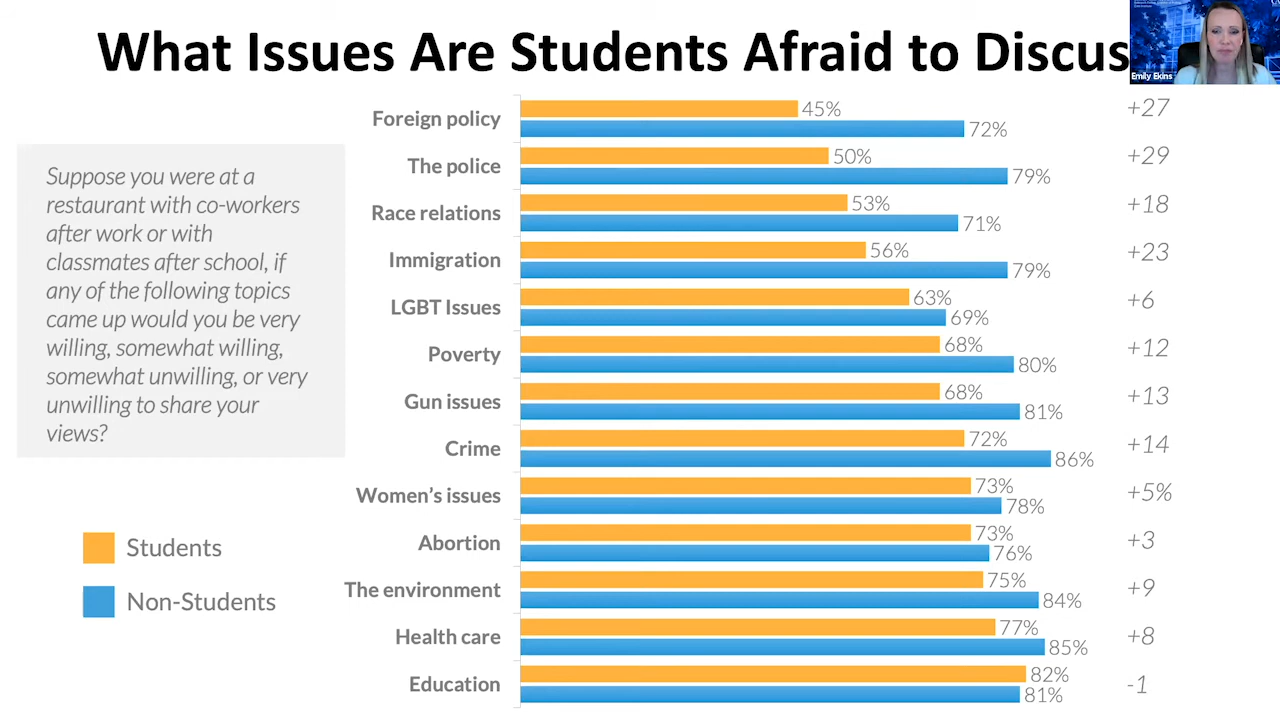 What Issues Are Students Afraid to Discus
Emily Ekins
Suppose you were at a
restaurant with co-workers
after work or with
classmates after school, if
any of the following topics
came up would you be very
willing, somewhat willing,
somewhat unwilling, or very
unwilling to share your
views?
Students
Non-Students
Foreign policy 45% 72% +27
The police 50% 79% +29
Race relations 53% 71% +18
Immigration 56% 79% +23
LGBT Issues 63% 69% +6
Poverty 68% 80% +12
Gun issues 68% 81% +13
Crime 72% 86% +14
Women’s issues 73% 78% +5%
Abortion 73% 76% +3
The environment 75% 84% +9
Health care 77% 85% +8
Education 82% 81% -1